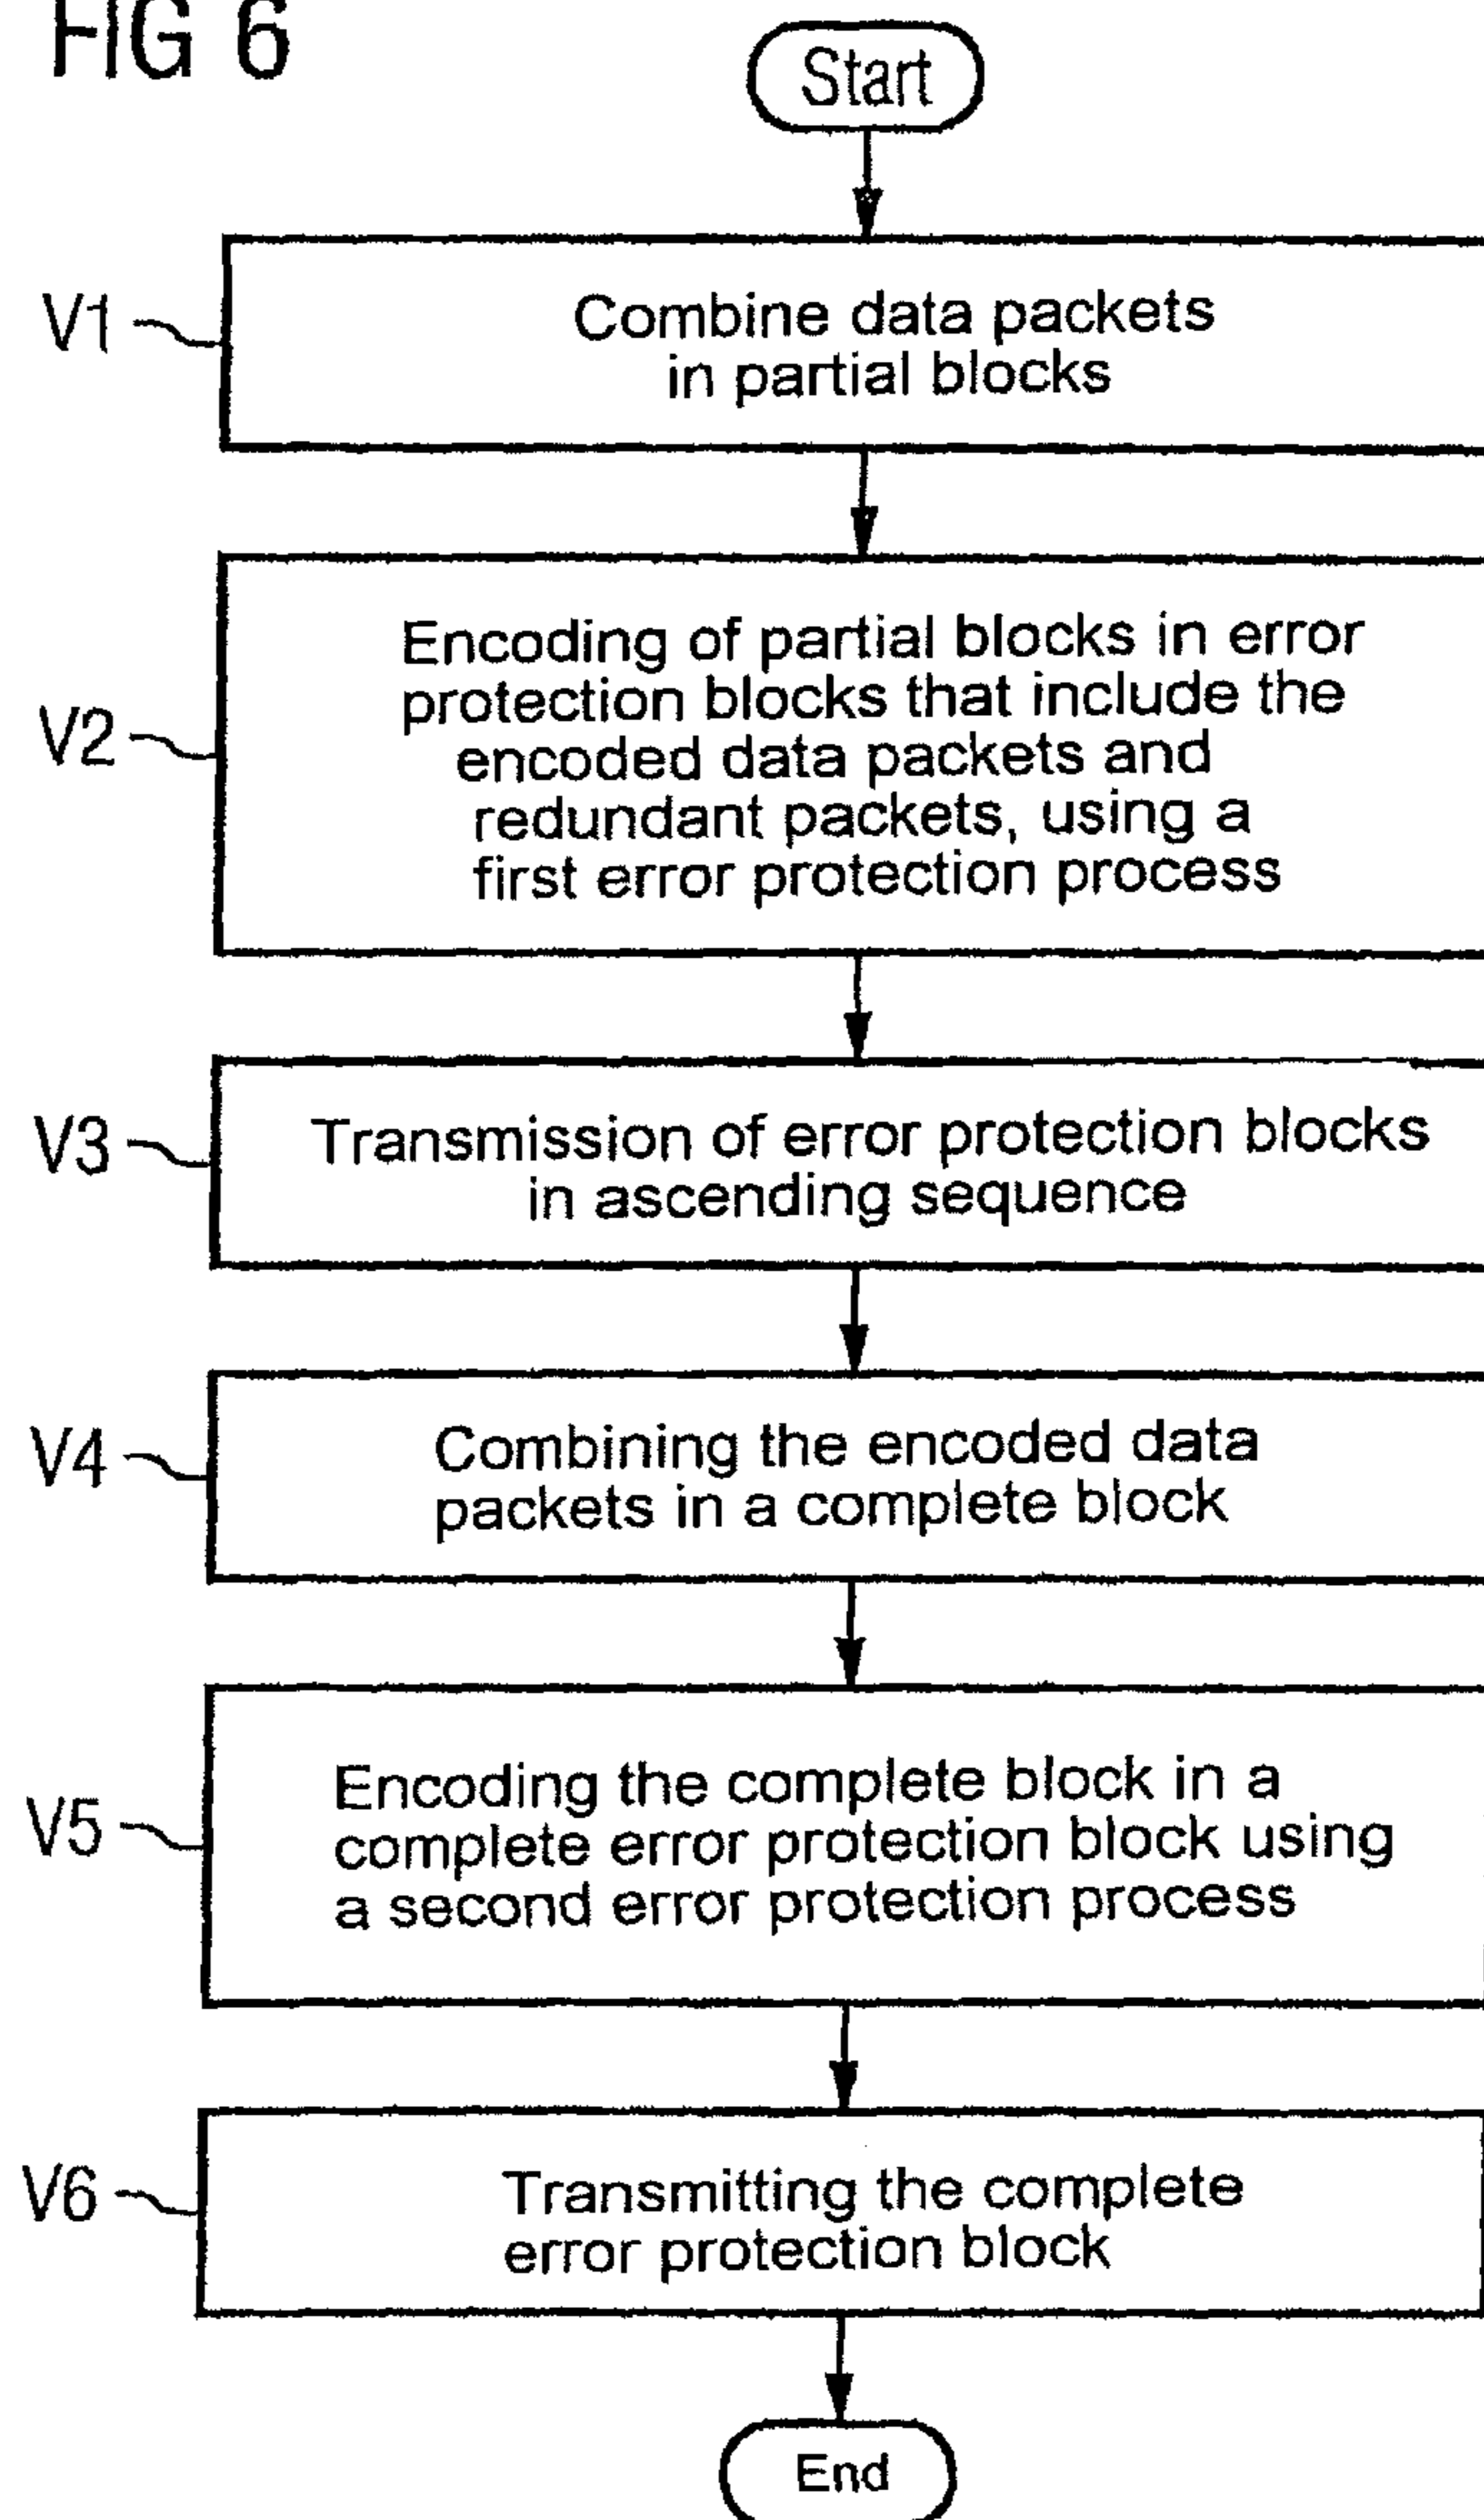 FIG 6
Start
V1
Combine data packets
in partial blocks
V2
Encoding of partial blocks in error
protection blocks that include the
encoded data packets and
redundant packets, using a
first error protection process
V3
Transmission of error protection blocks
in ascending sequence
V4
Combining the encoded data
packets in a complete block
V5
Encoding the complete block in a
complete error protection block using
a second error protection process
V6
Transmitting the complete
error protection block
End